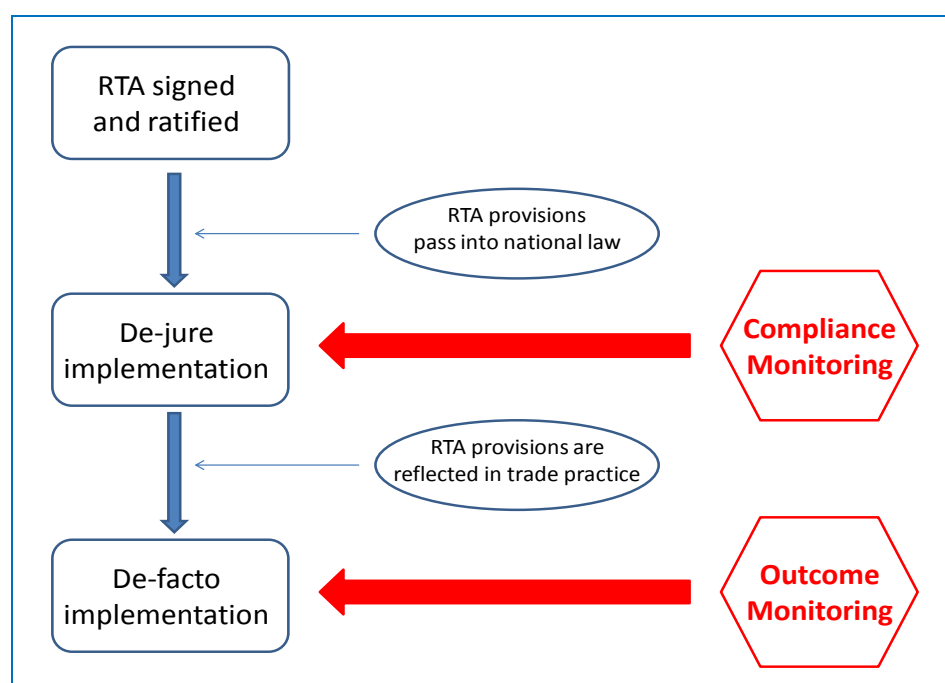 RTA signed
and ratified
RTA provisions
pass into national law
De-jure
implementation
Compliance
Monitoring
RTA provisions are
reflected in trade practice
De-facto
implementation
Outcome
Monitoring